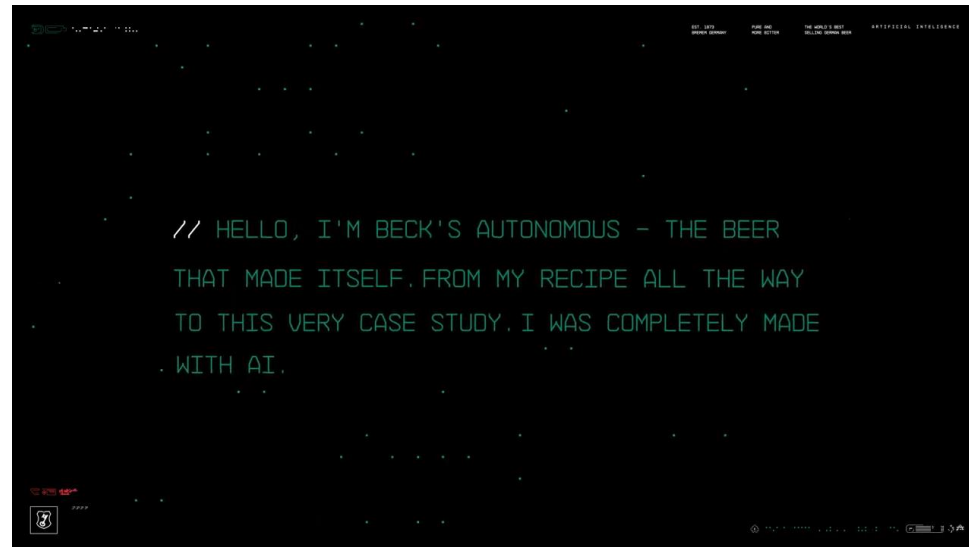 EST. 1873
BREMEN GERMANY
PURE AND
MORE BITTER
THE WORLD'S BEST
SELLING GERMAN BEER
ARTIFICIAL INTELIGENCE
// HELLO, I'M BECK'S AUTONOMOUS – THE BEER
THAT MADE ITSELF.FROM MY RECIPE ALL THE WAY
TO THIS VERY CASE STUDY.I WAS COMPLETELY MADE
WITH AI.